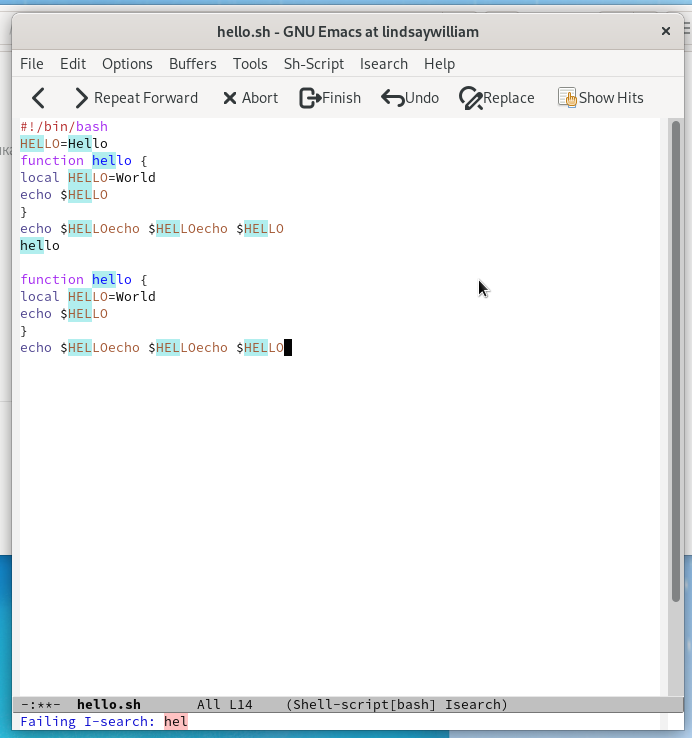 hello.sh - GNU Emacs at lindsaywilliam ×
File Edit Options Buffers Tools Sh-Script Isearch Help
Repeat Forward Abort Finish Undo Replace Show Hits
#!/bin/bash
HELLO=Hello
function hello {
local HELLO=World
echo $HELLO
}
echo $HELLOecho $HELLOecho $HELLO
hello
function hello {
local HELLO=World
echo $HELLO
}
echo $HELLOecho $HELLOecho $HELLO
-:**- hello.sh All L14 (Shell-script[bash] Isearch)
Failing I-search: hel